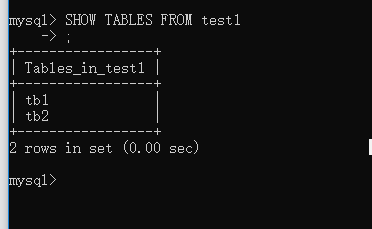 mysql> SHOW TABLES FROM test1
    -> ;
+-----------------+
| Tables_in_test1 |
+-----------------+
| tb1             |
| tb2             |
+-----------------+
2 rows in set (0.00 sec)
mysql>